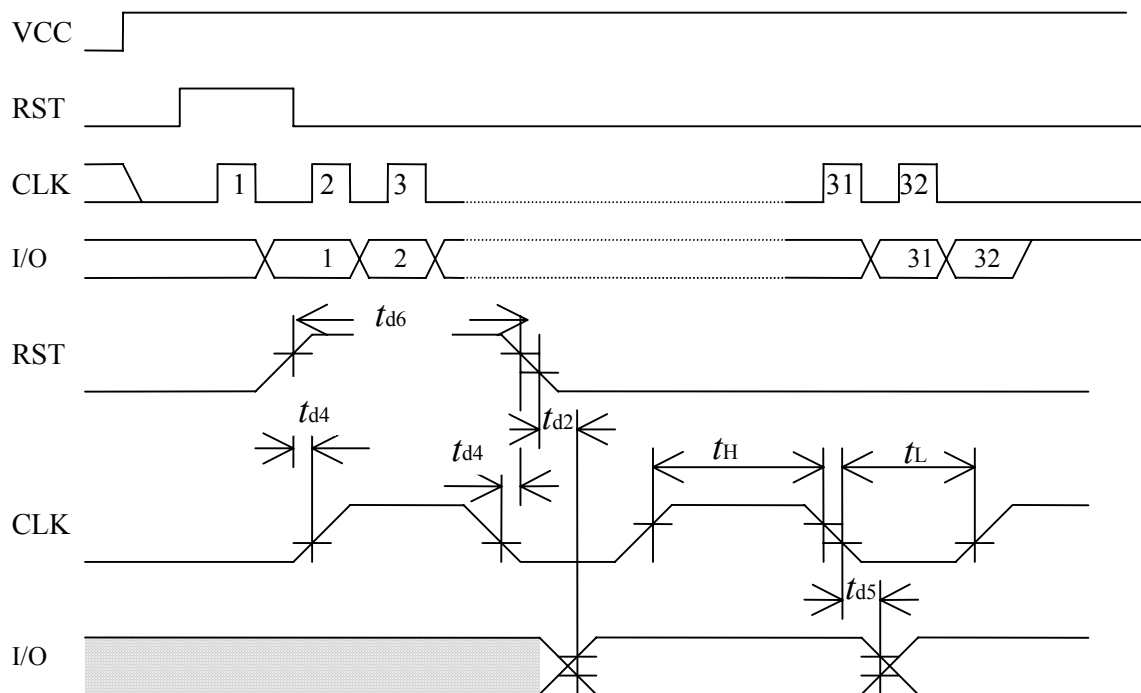 VCC
RST
CLK 1 2 3 31 32
I/O 1 2 31 32
td6
RST
td4 td2
td4 tH tL
CLK
td5
I/O